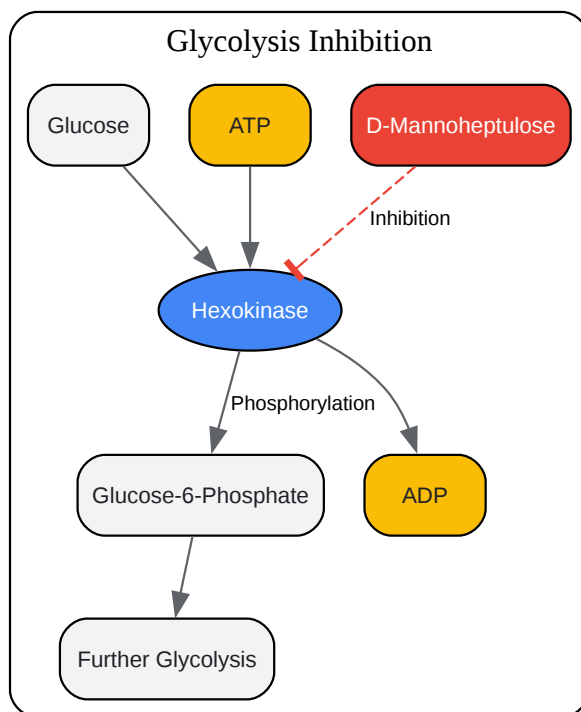 Glycolysis Inhibition
Glucose
ATP
D-Mannoheptulose
Inhibition
Hexokinase
Phosphorylation
Glucose-6-Phosphate
ADP
Further Glycolysis